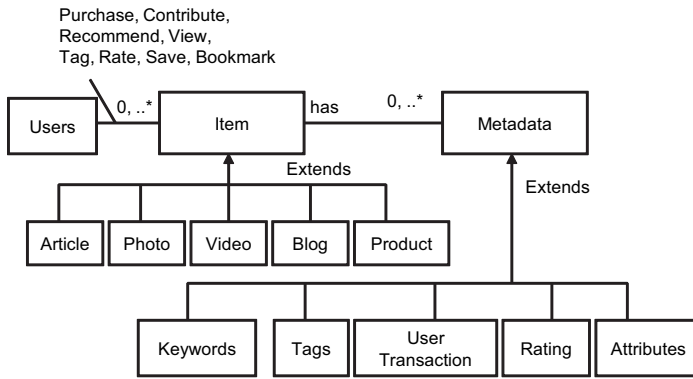 Purchase, Contribute,
Recommend, View,
Tag, Rate, Save, Bookmark
Users
0, ..*
Item
has
0, ..*
Metadada
Extends
Extends
Article
Photo
Video
Blog
Product
Keywords
Tags
User
Transaction
Rating
Attributes